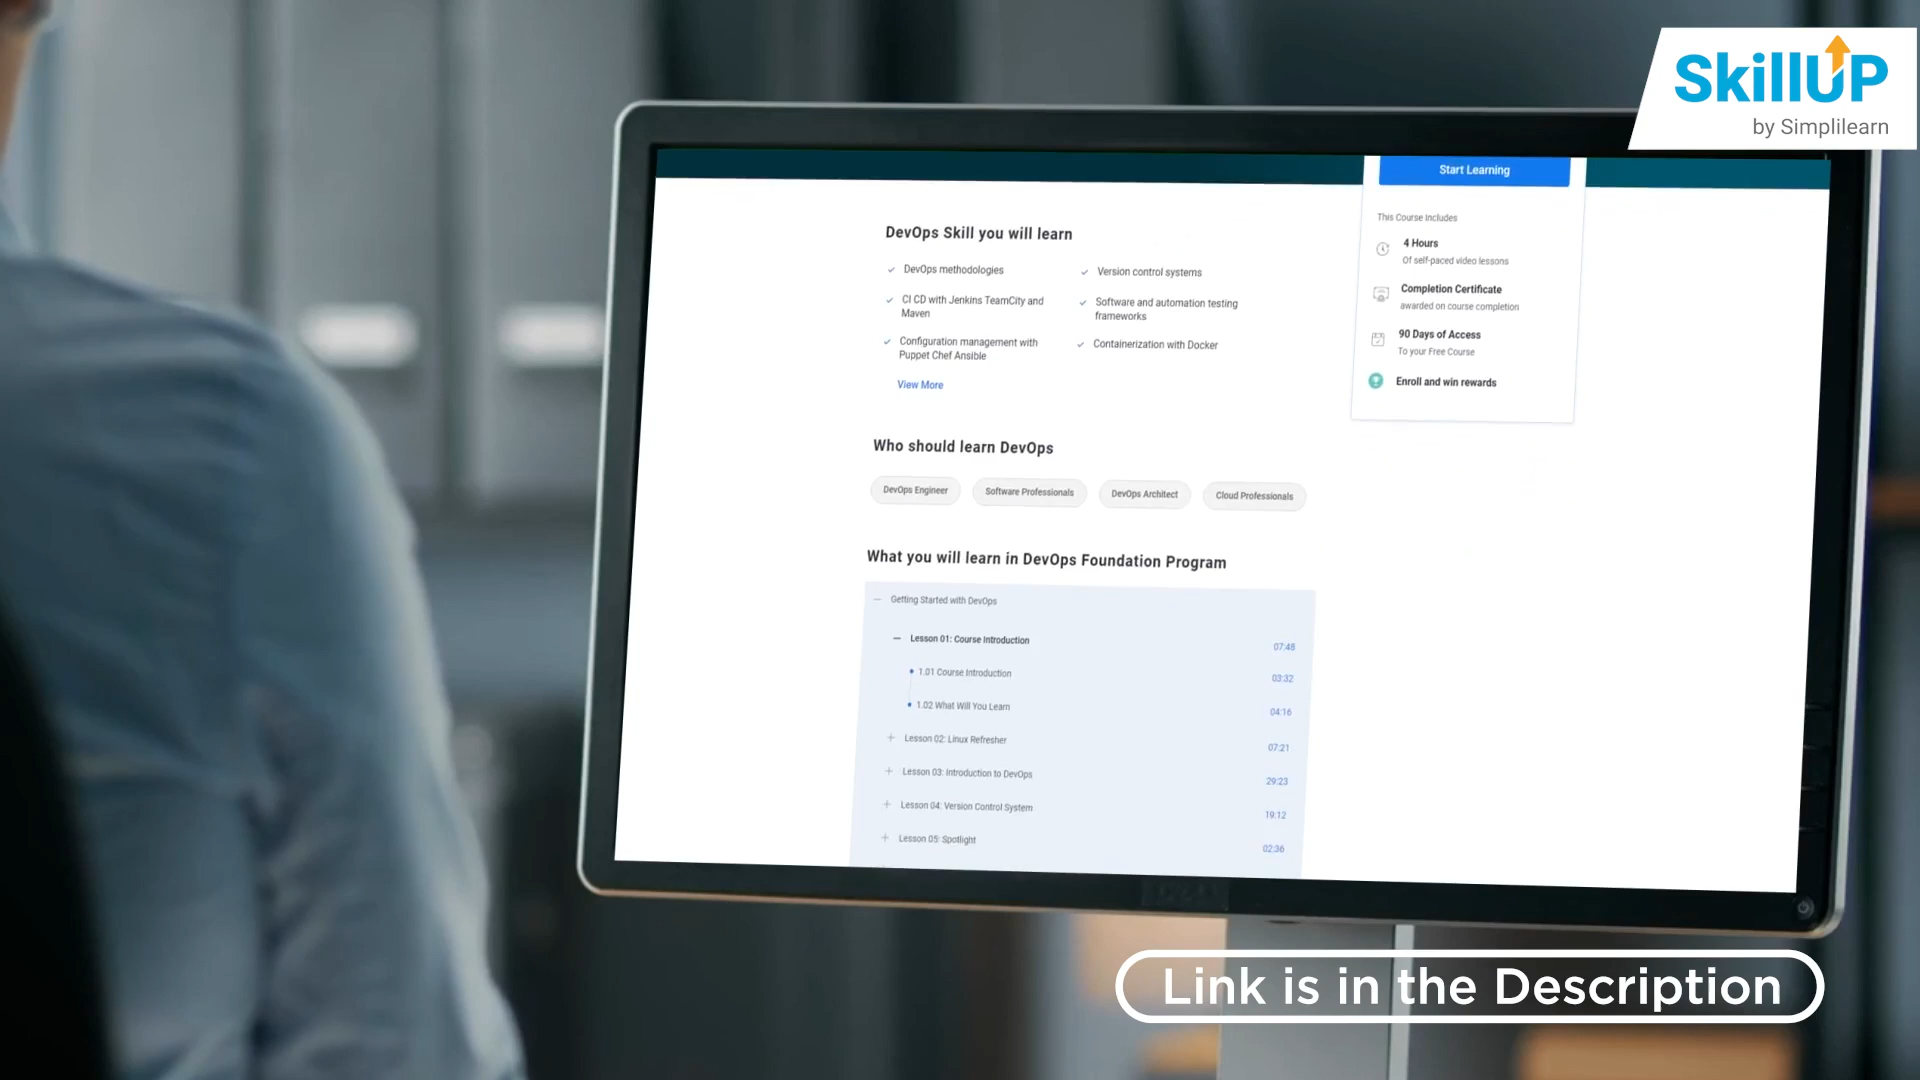 SkillUP
by Simplilearn
Start Learning
This Course Includes
4 Hours
Of self-paced video lessons
Completion Certificate
awarded on course completion
90 Days of Access
To your Free Course
Enroll and win rewards
DevOps Skill you will learn
DevOps methodologies
Version control systems
CI CD with Jenkins TeamCity and
Maven
Software and automation testing
frameworks
Configuration management with
Puppet Chef Ansible
Containerization with Docker
View More
Who should learn DevOps
DevOps Engineer
Software Professionals
DevOps Architect
Cloud Professionals
What you will learn in DevOps Foundation Program
Getting Started with DevOps
Lesson 01: Course Introduction 07:48
1.01 Course Introduction 03:32
1.02 What Will You Learn 04:16
Lesson 02: Linux Refresher 07:21
Lesson 03: Introduction to DevOps 29:23
Lesson 04: Version Control System 19:12
Lesson 05: Spotlight 02:36
Link is in the Description